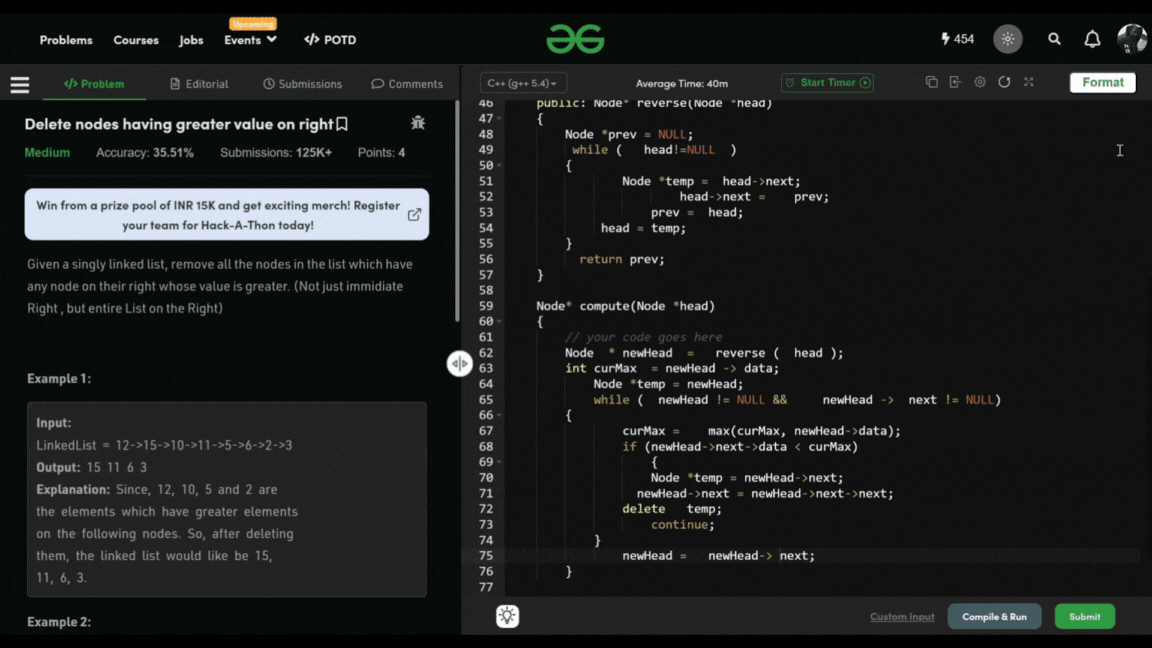 Upcoming
Problems Courses Jobs Events </> POTD 454
</> Problem Editorial Submissions Comments
C++ (g++ 5.4) Average Time: 40m Start Timer Format
Delete nodes having greater value on right
Medium Accuracy: 35.51% Submissions: 125K+ Points: 4
Win from a prize pool of INR 15K and get exciting merch! Register
your team for Hack-A-Thon today!
Given a singly linked list, remove all the nodes in the list which have
any node on their right whose value is greater. (Not just immidiate
Right , but entire List on the Right)
Example 1:
Input:
LinkedList = 12->15->10->11->5->6->2->3
Output: 15 11 6 3
Explanation: Since, 12, 10, 5 and 2 are
the elements which have greater elements
on the following nodes. So, after deleting
them, the linked list would like be 15,
11, 6, 3.
Example 2:
46 public: Node* reverse(Node *head)
47 {
48 Node *prev = NULL;
49 while ( head!=NULL )
50 {
51 Node *temp = head->next;
52 head->next = prev;
53 prev = head;
54 head = temp;
55 }
56 return prev;
57 }
58
59 Node* compute(Node *head)
60 {
61 // your code goes here
62 Node * newHead = reverse ( head );
63 int curMax = newHead -> data;
64 Node *temp = newHead;
65 while ( newHead != NULL && newHead -> next != NULL)
66 {
67 curMax = max(curMax, newHead->data);
68 if (newHead->next->data < curMax)
69 {
70 Node *temp = newHead->next;
71 newHead->next = newHead->next->next;
72 delete temp;
73 continue;
74 }
75 newHead = newHead-> next;
76 }
77
Custom Input Compile & Run Submit